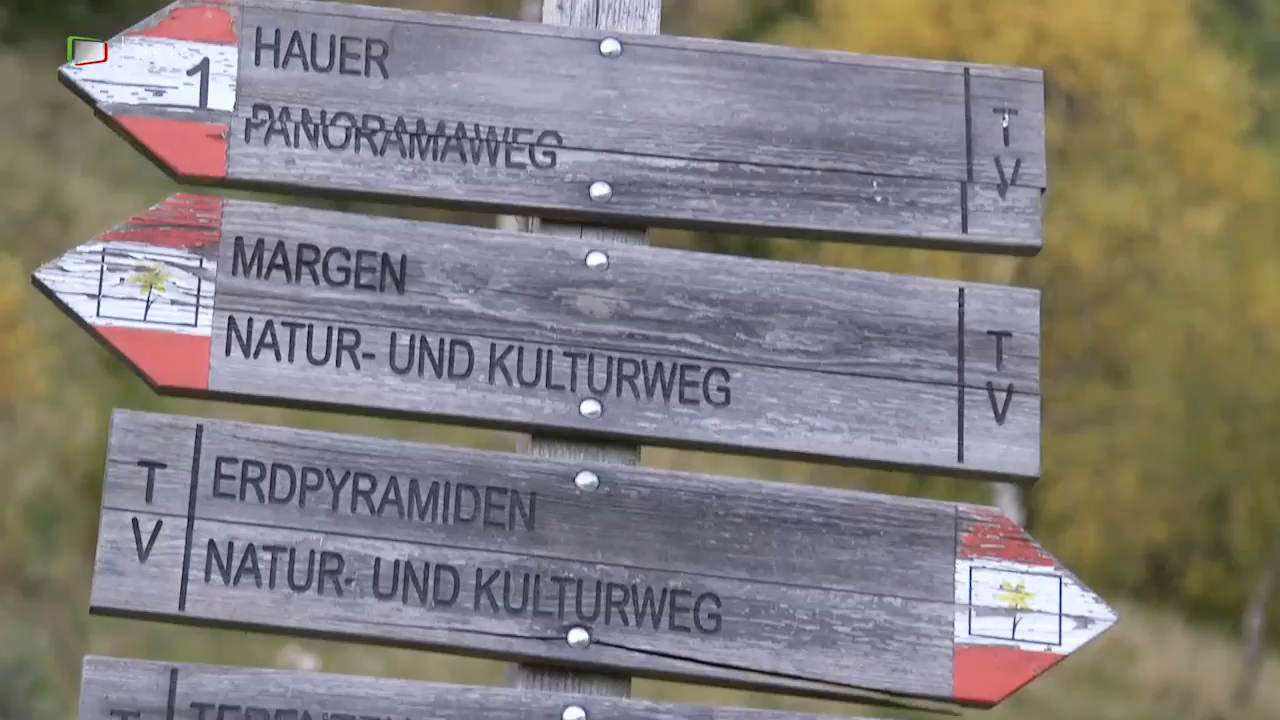 1
HAUER
PANORAMAWEG
T
V
MARGEN
NATUR- UND KULTURWEG
T
V
T
V
ERDPYRAMIDEN
NATUR- UND KULTURWEG